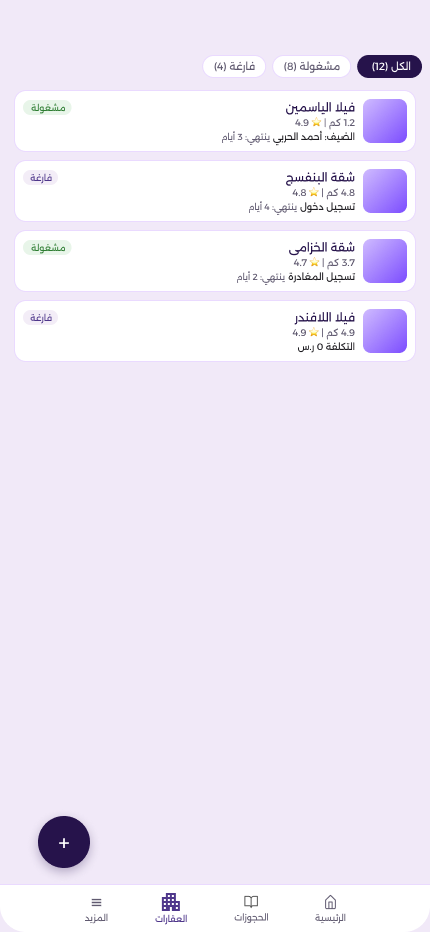 الكل (12)
مشغولة (8)
فارغة (4)
فيلا الياسمين
مشغولة
1.2 كم | ⭐ 4.9
الضيف: أحمد الحربي ينتهي: 3 أيام
شقة البنفسج
فارغة
4.8 كم | ⭐ 4.8
تسجيل دخول ينتهي: 4 أيام
شقة الخزامى
مشغولة
3.7 كم | ⭐ 4.7
تسجيل المغادرة ينتهي: 2 أيام
فيلا اللافندر
فارغة
4.9 كم | ⭐ 4.9
التكلفة 0 ر.س
+
الرئيسية
الحجوزات
العقارات
المزيد